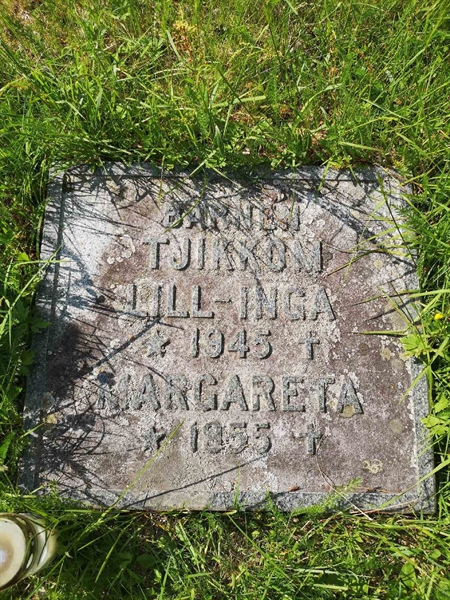 BARNEN
TJIKKOM
LILL-INGA
* 1945 †
MARGARETA
* 1955 †